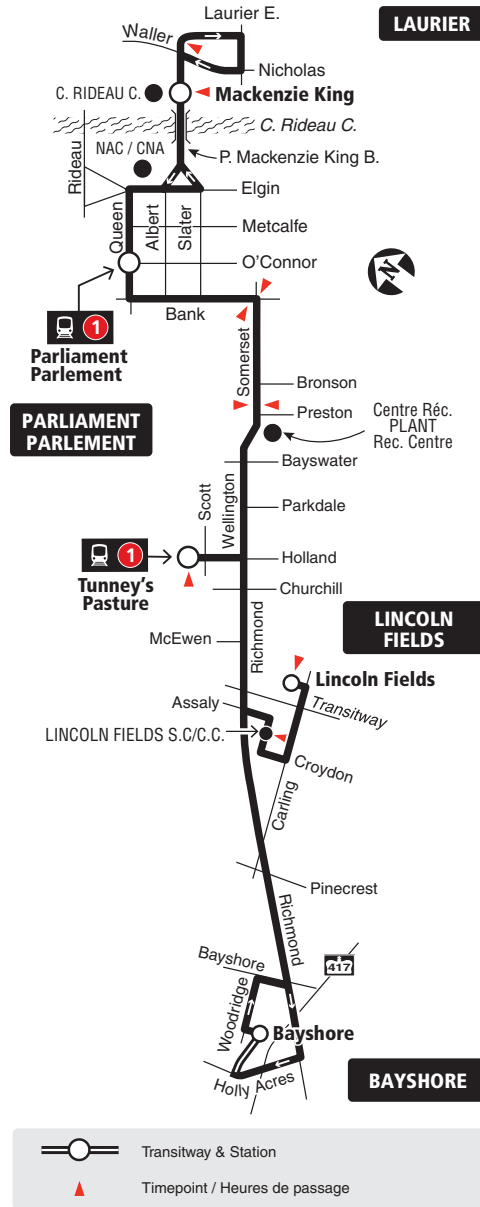 Laurier E.
LAURIER
Waller
Nicholas
C. RIDEAU C.
Mackenzie King
C. Rideau C.
NAC / CNA
P. Mackenzie King B.
Rideau
Elgin
Queen
Albert
Slater
Metcalfe
O'Connor
N
Bank
1
Parliament
Parlement
Somerset
Bronson
Preston
PARLIAMENT
PARLEMENT
Centre Réc.
PLANT
Rec. Centre
Bayswater
Scott
Wellington
Parkdale
1
Holland
Tunney's
Pasture
Churchill
LINCOLN
FIELDS
McEwen
Richmond
Lincoln Fields
Assaly
Transitway
LINCOLN FIELDS S.C/C.C.
Croydon
Carling
Pinecrest
Richmond
Bayshore
417
Woodridge
Bayshore
Holly Acres
BAYSHORE
Transitway & Station
Timepoint / Heures de passage